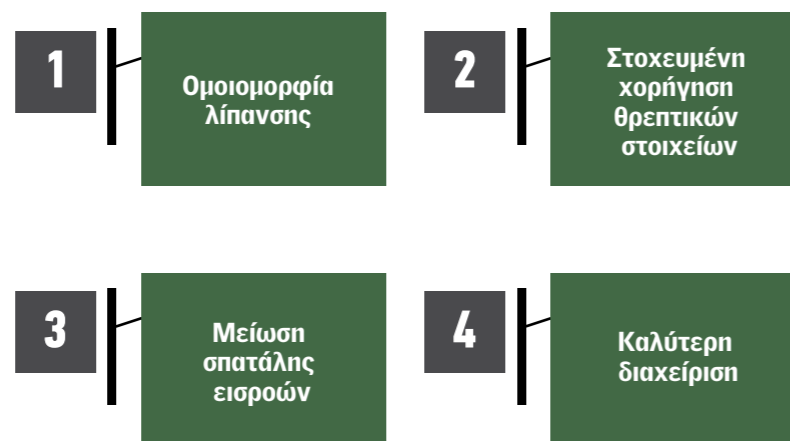 1
Ομοιομορφία
λίπανσης
2
Στοχευμένη
χορήγηση
θρεπτικών
στοιχείων
3
Μείωση
σπατάλης
εισροών
4
Καλύτερη
διαχείριση